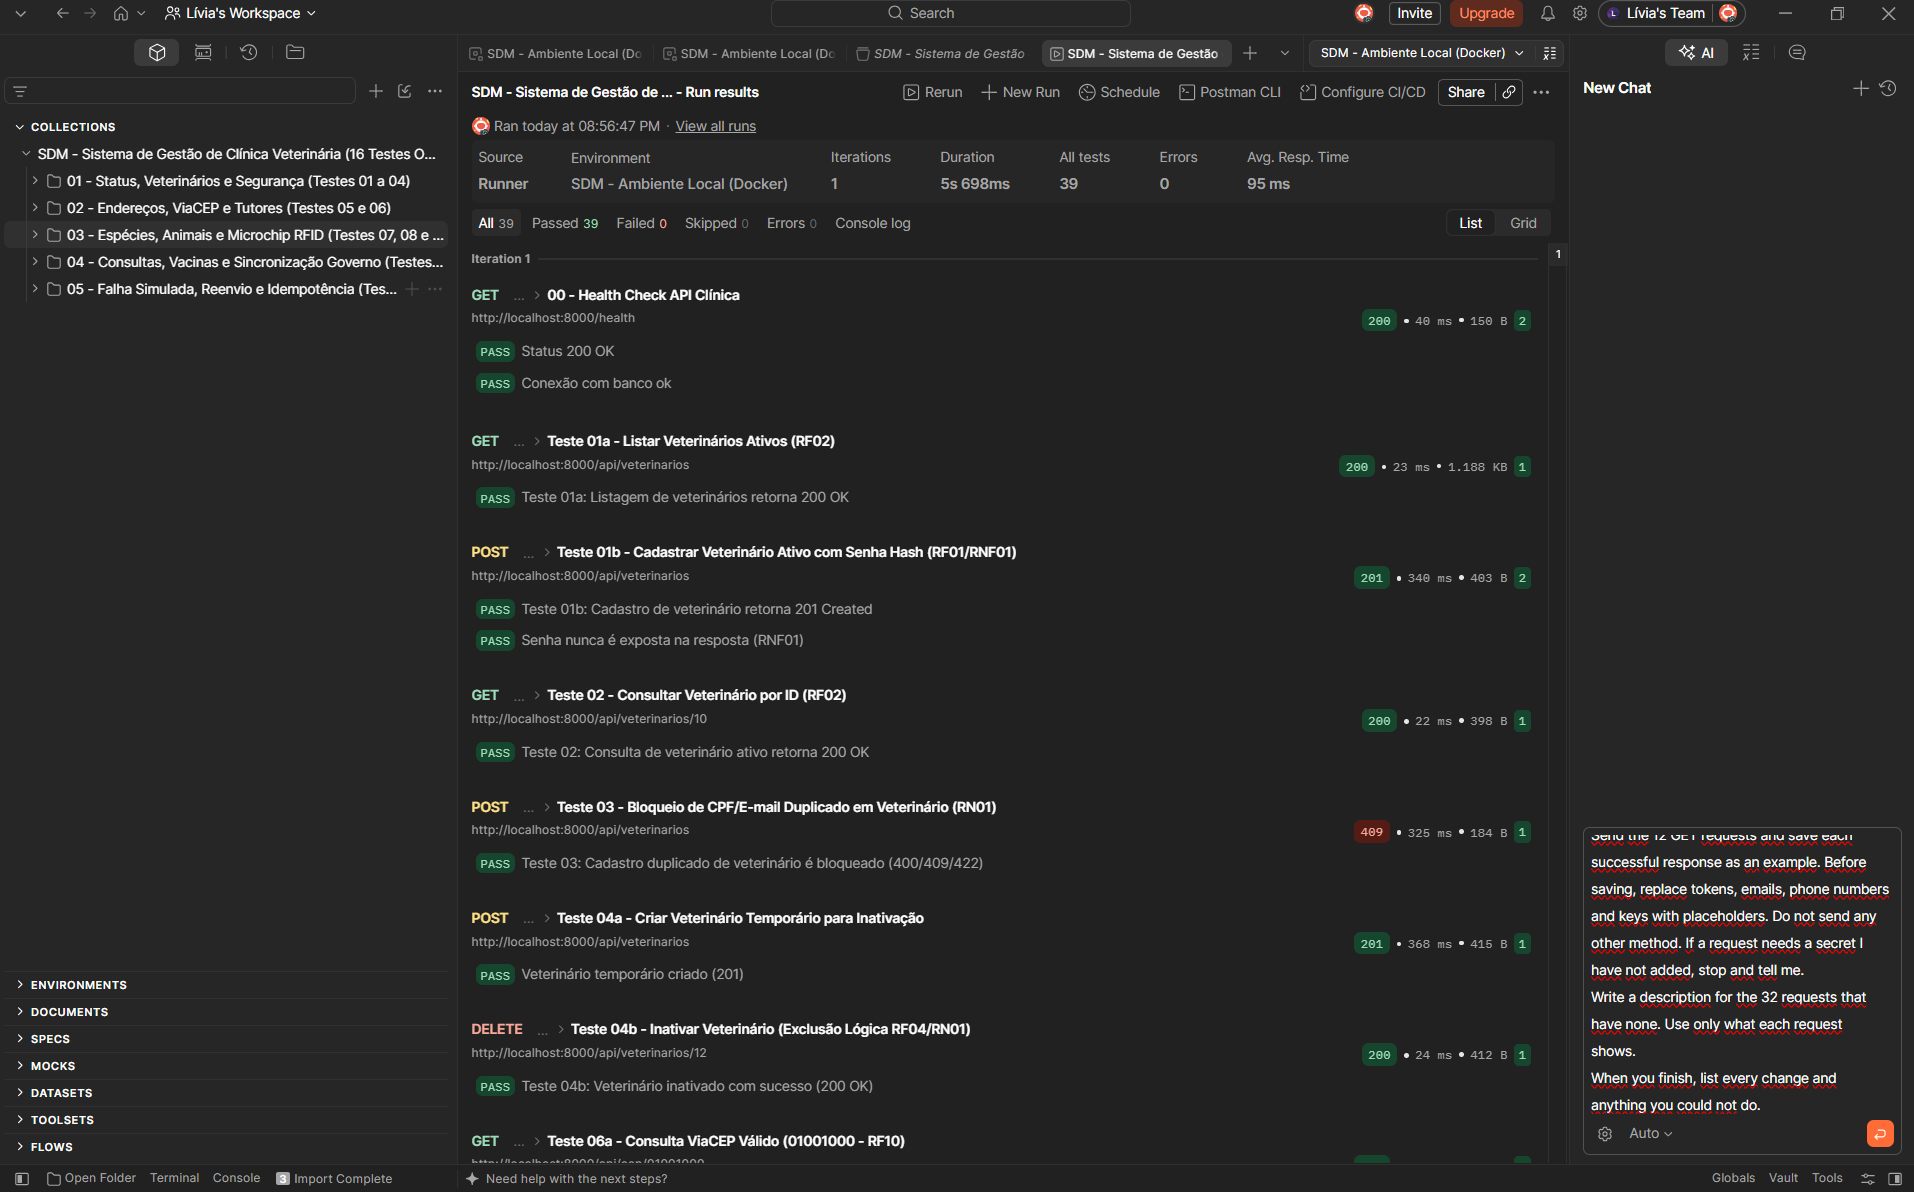 Lívia's Workspace
Search
Invite
Upgrade
L
Lívia's Team
SDM - Ambiente Local (Do
SDM - Ambiente Local (Do
SDM - Sistema de Gestão
SDM - Sistema de Gestão
SDM - Ambiente Local (Docker)
AI
COLLECTIONS
SDM - Sistema de Gestão de Clínica Veterinária (16 Testes O...
01 - Status, Veterinários e Segurança (Testes 01 a 04)
02 - Endereços, ViaCEP e Tutores (Testes 05 e 06)
03 - Espécies, Animais e Microchip RFID (Testes 07, 08 e ...
04 - Consultas, Vacinas e Sincronização Governo (Testes...
05 - Falha Simulada, Reenvio e Idempotência (Tes...
ENVIRONMENTS
DOCUMENTS
SPECS
MOCKS
DATASETS
TOOLSETS
FLOWS
SDM - Sistema de Gestão de ... - Run results
Rerun
New Run
Schedule
Postman CLI
Configure CI/CD
Share
Ran today at 08:56:47 PM · View all runs
Source Environment Iterations Duration All tests Errors Avg. Resp. Time
Runner SDM - Ambiente Local (Docker) 1 5s 698ms 39 0 95 ms
All 39 Passed 39 Failed 0 Skipped 0 Errors 0 Console log
List Grid
Iteration 1
1
GET ... > 00 - Health Check API Clínica
http://localhost:8000/health
200 • 40 ms • 150 B 2
PASS Status 200 OK
PASS Conexão com banco ok
GET ... > Teste 01a - Listar Veterinários Ativos (RF02)
http://localhost:8000/api/veterinarios
200 • 23 ms • 1.188 KB 1
PASS Teste 01a: Listagem de veterinários retorna 200 OK
POST ... > Teste 01b - Cadastrar Veterinário Ativo com Senha Hash (RF01/RNF01)
http://localhost:8000/api/veterinarios
201 • 340 ms • 403 B 2
PASS Teste 01b: Cadastro de veterinário retorna 201 Created
PASS Senha nunca é exposta na resposta (RNF01)
GET ... > Teste 02 - Consultar Veterinário por ID (RF02)
http://localhost:8000/api/veterinarios/10
200 • 22 ms • 398 B 1
PASS Teste 02: Consulta de veterinário ativo retorna 200 OK
POST ... > Teste 03 - Bloqueio de CPF/E-mail Duplicado em Veterinário (RN01)
http://localhost:8000/api/veterinarios
409 • 325 ms • 184 B 1
PASS Teste 03: Cadastro duplicado de veterinário é bloqueado (400/409/422)
POST ... > Teste 04a - Criar Veterinário Temporário para Inativação
http://localhost:8000/api/veterinarios
201 • 368 ms • 415 B 1
PASS Veterinário temporário criado (201)
DELETE ... > Teste 04b - Inativar Veterinário (Exclusão Lógica RF04/RN01)
http://localhost:8000/api/veterinarios/12
200 • 24 ms • 412 B 1
PASS Teste 04b: Veterinário inativado com sucesso (200 OK)
GET ... > Teste 06a - Consulta ViaCEP Válido (01001000 - RF10)
http://localhost:8000/api/cep/01001000
New Chat
Send the 12 GET requests and save each
successful response as an example. Before
saving, replace tokens, emails, phone numbers
and keys with placeholders. Do not send any
other method. If a request needs a secret I
have not added, stop and tell me.
Write a description for the 32 requests that
have none. Use only what each request
shows.
When you finish, list every change and
anything you could not do.
Auto
Open Folder
Terminal
Console
3 Import Complete
Need help with the next steps?
Globals
Vault
Tools